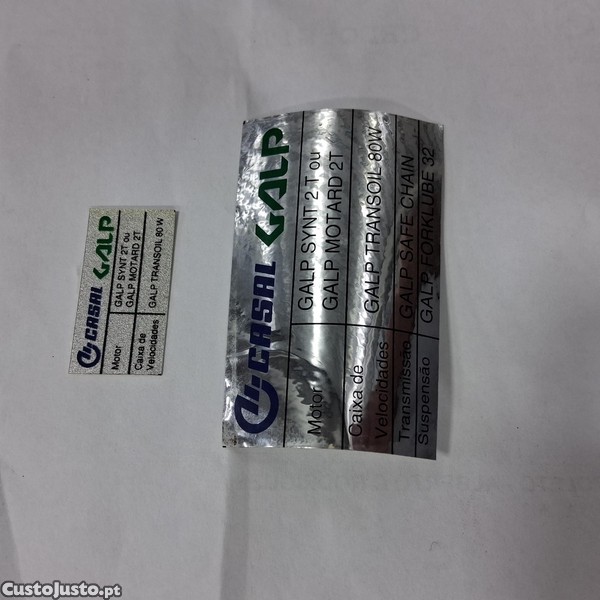 CASAL GALP
Motor GALP SYNT 2T ou
GALP MOTARD 2T
Caixa de
Velocidades GALP TRANSOIL 80 W
CASAL GALP
Motor GALP SYNT 2 T ou
GALP MOTARD 2T
Caixa de
Velocidades GALP TRANSOIL 80W
Transmissão GALP SAFE CHAIN
Suspensão GALP FORKLUBE 32
CustoJusto.pt